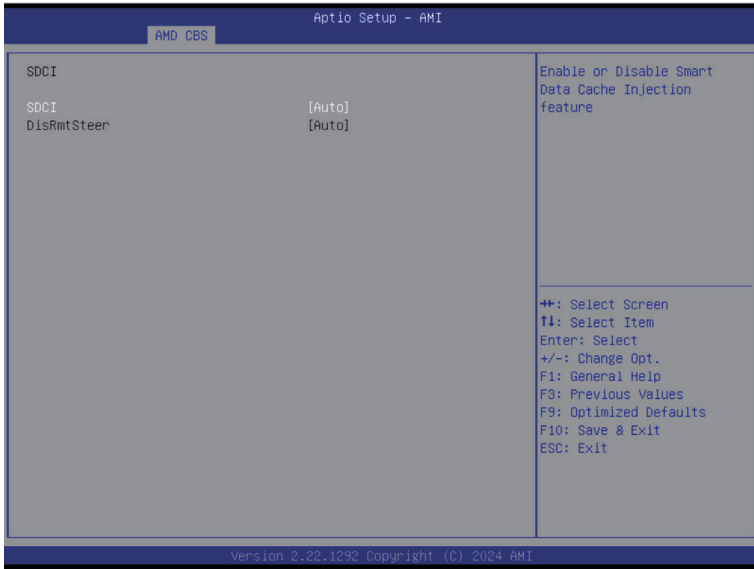 Aptio Setup – AMI
AMD CBS
SDCI
SDCI [Auto]
DisRmtSteer [Auto]
Enable or Disable Smart
Data Cache Injection
feature
→←: Select Screen
↑↓: Select Item
Enter: Select
+/-: Change Opt.
F1: General Help
F3: Previous Values
F9: Optimized Defaults
F10: Save & Exit
ESC: Exit
Version 2.22.1292 Copyright (C) 2024 AMI